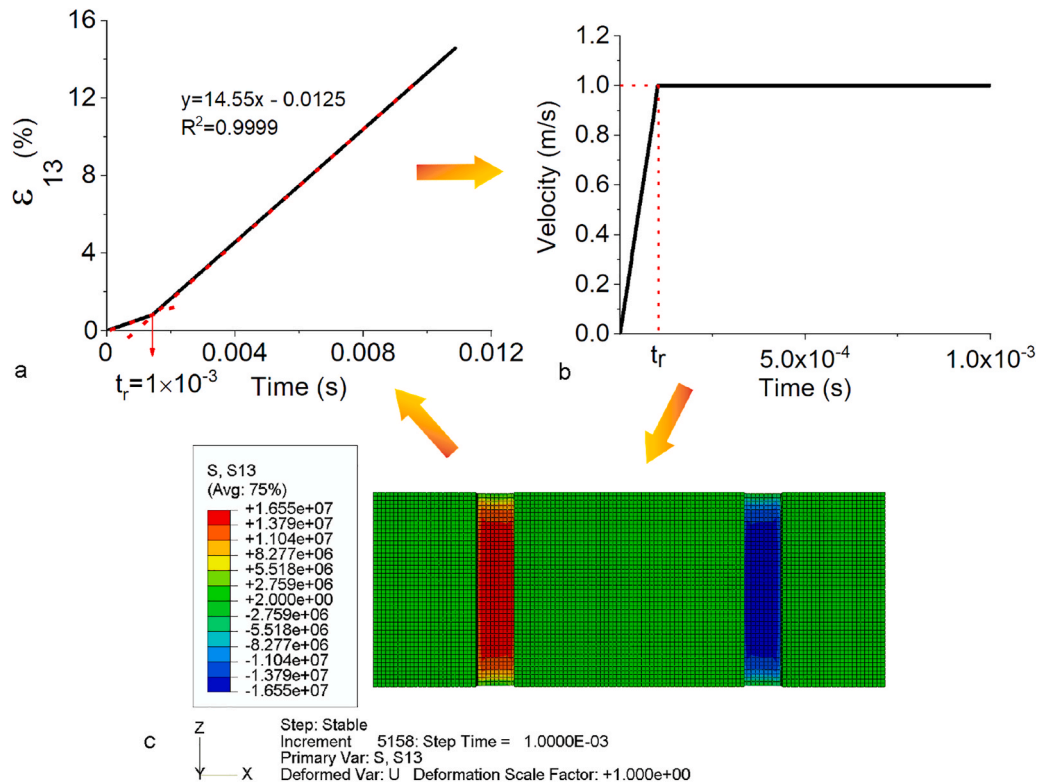 16
12
8
4
0
ε
13
(%)
y=14.55x - 0.0125
R²=0.9999
0
0.004
0.008
0.012
tᵣ=1×10⁻³
Time (s)
a
1.2
1.0
0.8
0.6
0.4
0.2
0.0
Velocity (m/s)
tᵣ
5.0x10⁻⁴
1.0x10⁻³
Time (s)
b
S, S13
(Avg: 75%)
+1.655e+07
+1.379e+07
+1.104e+07
+8.277e+06
+5.518e+06
+2.759e+06
+2.000e+00
-2.759e+06
-5.518e+06
-8.277e+06
-1.104e+07
-1.379e+07
-1.655e+07
c
Z
Y
X
Step: Stable
Increment 5158: Step Time = 1.0000E-03
Primary Var: S, S13
Deformed Var: U Deformation Scale Factor: +1.000e+00